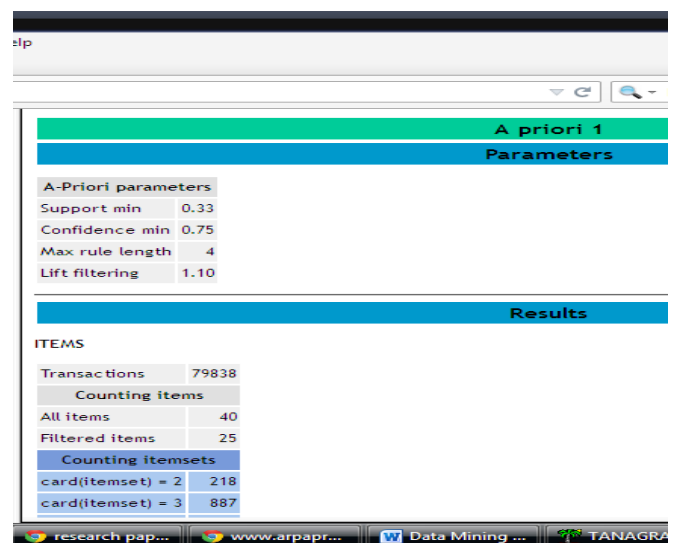 elp
A priori 1
Parameters
A-Priori parameters
Support min 0.33
Confidence min 0.75
Max rule length 4
Lift filtering 1.10
Results
ITEMS
Transactions 79838
Counting items
All items 40
Filtered items 25
Counting itemsets
card(itemset) = 2 218
card(itemset) = 3 887
research pap... www.arpapr... Data Mining ... TANAGRA